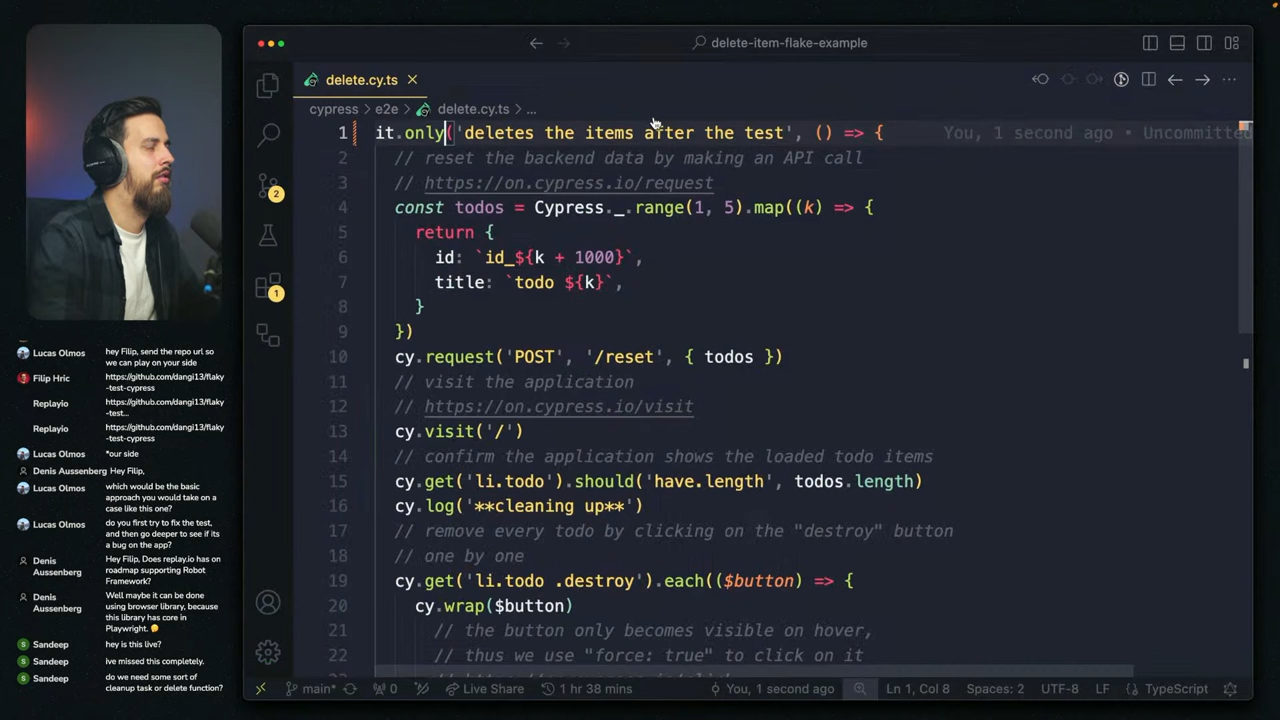 delete-item-flake-example
delete.cy.ts
cypress > e2e > delete.cy.ts > ...
1 it.only('deletes the items after the test', () => { You, 1 second ago • Uncommitted
2 // reset the backend data by making an API call
3 // https://on.cypress.io/request
4 const todos = Cypress._.range(1, 5).map((k) => {
5 return {
6 id: `id_${k + 1000}`,
7 title: `todo ${k}`,
8 }
9 })
10 cy.request('POST', '/reset', { todos })
11 // visit the application
12 // https://on.cypress.io/visit
13 cy.visit('/')
14 // confirm the application shows the loaded todo items
15 cy.get('li.todo').should('have.length', todos.length)
16 cy.log('**cleaning up**')
17 // remove every todo by clicking on the "destroy" button
18 // one by one
19 cy.get('li.todo .destroy').each(($button) => {
20 cy.wrap($button)
21 // the button only becomes visible on hover,
22 // thus we use "force: true" to click on it
2
1
main* 0 Live Share 1 hr 38 mins You, 1 second ago Ln 1, Col 8 Spaces: 2 UTF-8 LF {} TypeScript
Lucas Olmos hey Filip, send the repo url so
we can play on your side
Filip Hric https://github.com/dangi13/flaky
-test-cypress
Replayio https://github.com/dangi13/flaky
-test...
Replayio https://github.com/dangi13/flaky
-test-cypress
Lucas Olmos *our side
Denis Aussenberg Hey Filip,
Lucas Olmos which would be the basic
approach you would take on a
case like this one?
Lucas Olmos do you first try to fix the test,
and then go deeper to see if its
a bug on the app?
Denis Aussenberg Hey Filip, Does replay.io has on
roadmap supporting Robot
Framework?
Denis Aussenberg Well maybe it can be done
using browser library, because
this library has core in
Playwright.
S Sandeep hey is this live?
S Sandeep ive missed this completely.
S Sandeep do we need some sort of
cleanup task or delete function?